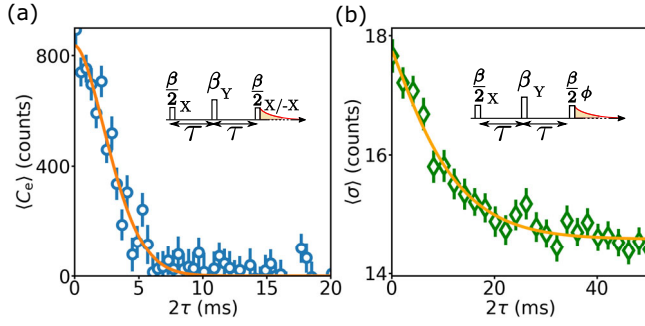 (a)
800
400
0
0
5
10
15
20
⟨C_e⟩ (counts)
2τ (ms)
β/2 X
β Y
β/2 X/-X
τ
τ
(b)
18
16
14
0
20
40
⟨σ⟩ (counts)
2τ (ms)
β/2 X
β Y
β/2 ϕ
τ
τ